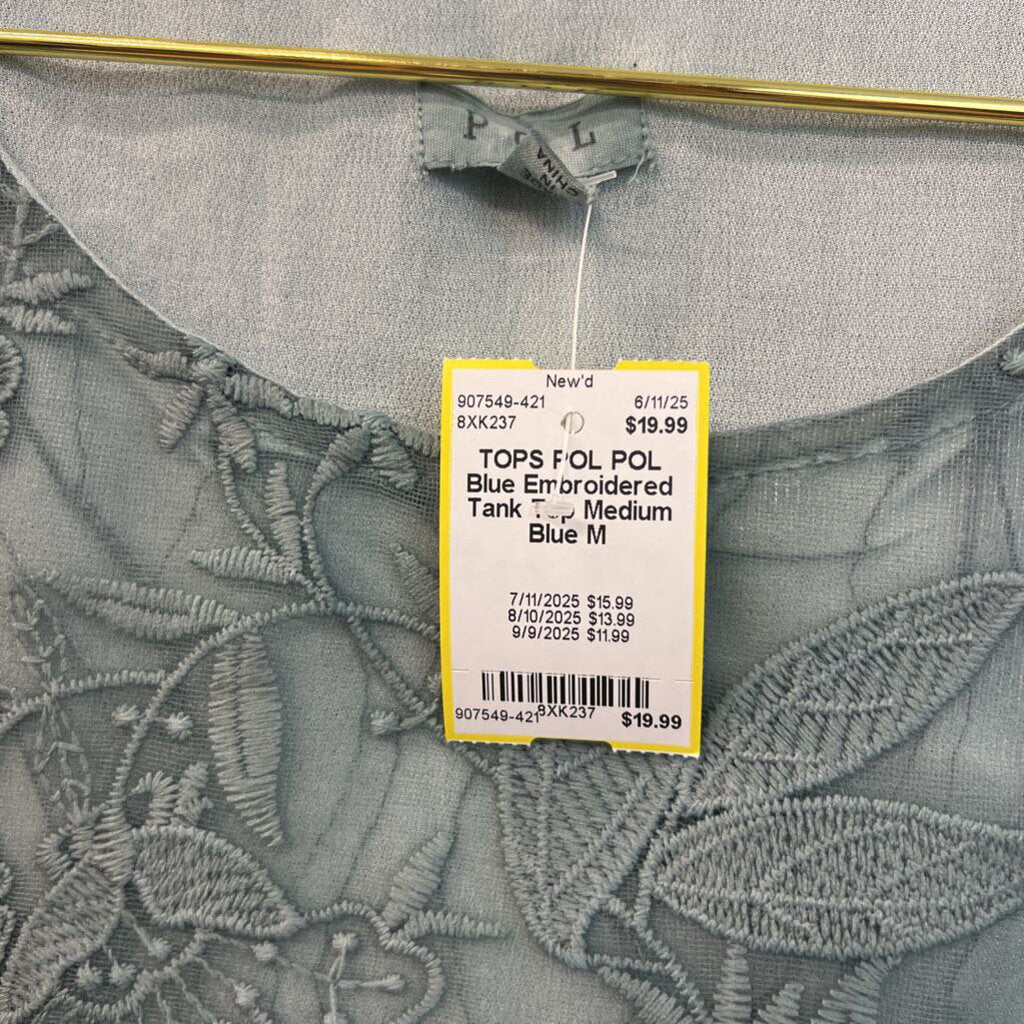 P L
CHINA
New'd
907549-421 6/11/25
8XK237 $19.99
TOPS POL POL
Blue Embroidered
Tank Top Medium
Blue M
7/11/2025 $15.99
8/10/2025 $13.99
9/9/2025 $11.99
907549-421 8XK237 $19.99